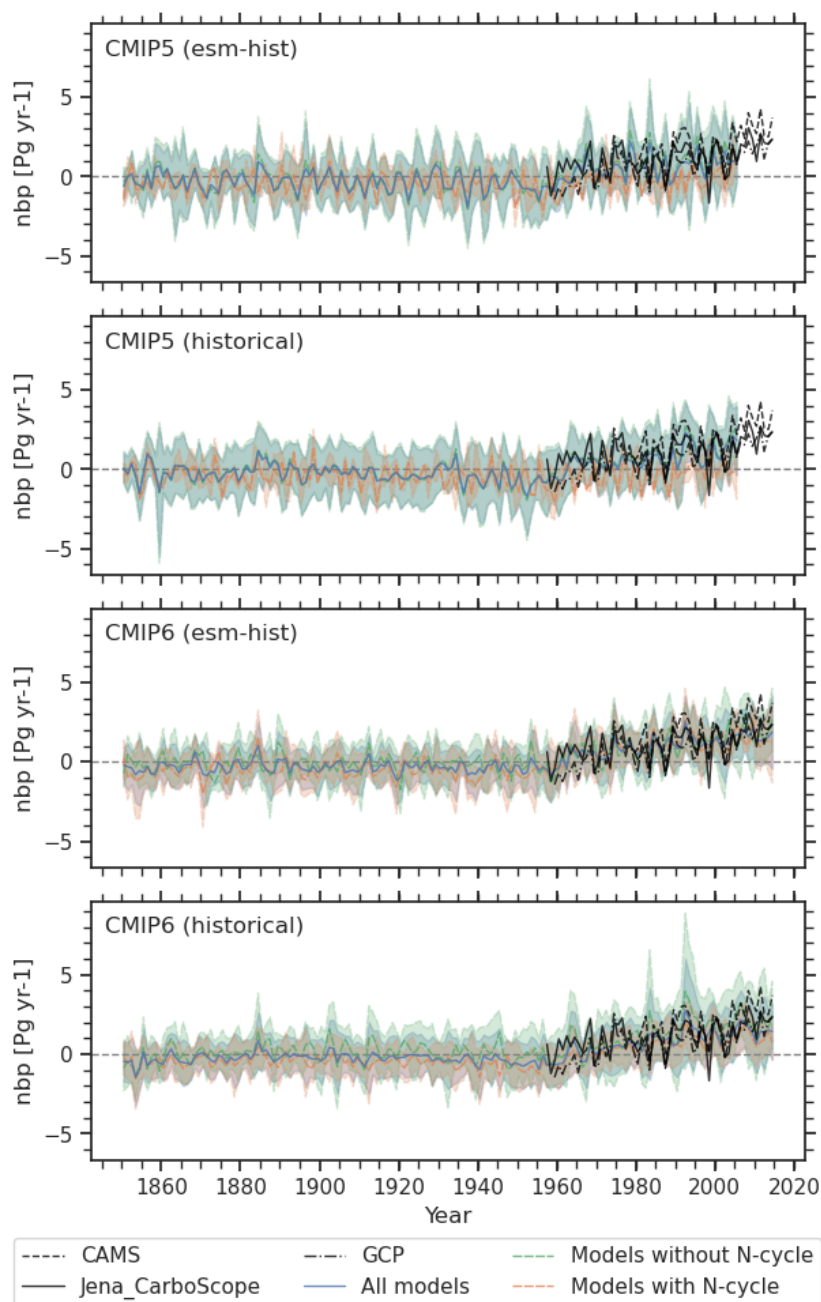 CMIP5 (esm-hist)
nbp [Pg yr-1]
5
0
−5
CMIP5 (historical)
nbp [Pg yr-1]
5
0
−5
CMIP6 (esm-hist)
nbp [Pg yr-1]
5
0
−5
CMIP6 (historical)
nbp [Pg yr-1]
5
0
−5
1860 1880 1900 1920 1940 1960 1980 2000 2020
Year
CAMS GCP Models without N-cycle
Jena_CarboScope All models Models with N-cycle